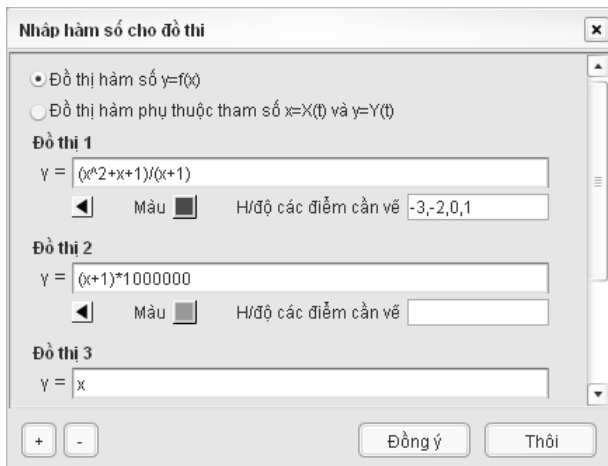 Nhập hàm số cho đồ thi
Đồ thị hàm số y=f(x)
Đồ thị hàm phụ thuộc tham số x=X(t) và y=Y(t)
Đồ thị 1
y = (x^2+x+1)/(x+1)
Màu H/độ các điểm cần vẽ -3,-2,0,1
Đồ thị 2
y = (x+1)*1000000
Màu H/độ các điểm cần vẽ
Đồ thị 3
y = x
+ - Đồng ý Thôi